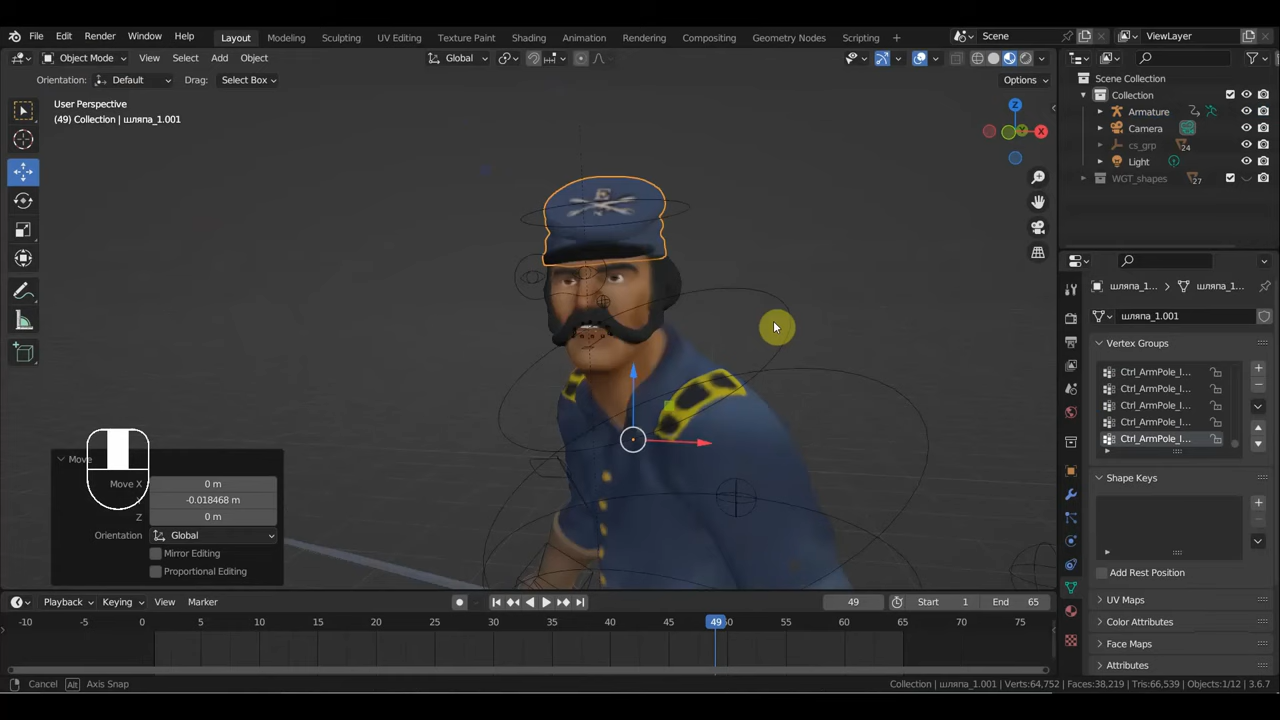 File Edit Render Window Help Layout Modeling Sculpting UV Editing Texture Paint Shading Animation Rendering Compositing Geometry Nodes Scripting + Scene ViewLayer
Object Mode View Select Add Object Global
Orientation: Default Drag: Select Box Options
User Perspective
(49) Collection | шляпа_1.001
Z
X
E
Scene Collection
Collection
Armature
Camera
cs_grp 24
Light
WGT_shapes 27
шляпа_1... шляпа_1...
шляпа_1.001
Vertex Groups
Ctrl_ArmPole_I...
Ctrl_ArmPole_I...
Ctrl_ArmPole_I...
Ctrl_ArmPole_I...
Ctrl_ArmPole_I...
Shape Keys
Add Rest Position
UV Maps
Color Attributes
Face Maps
Attributes
Move
Move X 0 m
-0.018468 m
Z 0 m
Orientation Global
Mirror Editing
Proportional Editing
Playback Keying View Marker 49 Start 1 End 65
-10 5 10 15 20 25 30 35 40 45 49 50 55 60 65 70 75
Cancel Alt Axis Snap Collection | шляпа_1.001 | Verts:64,752 | Faces:38,219 | Tris:66,539 | Objects:1/12 | 3.6.7